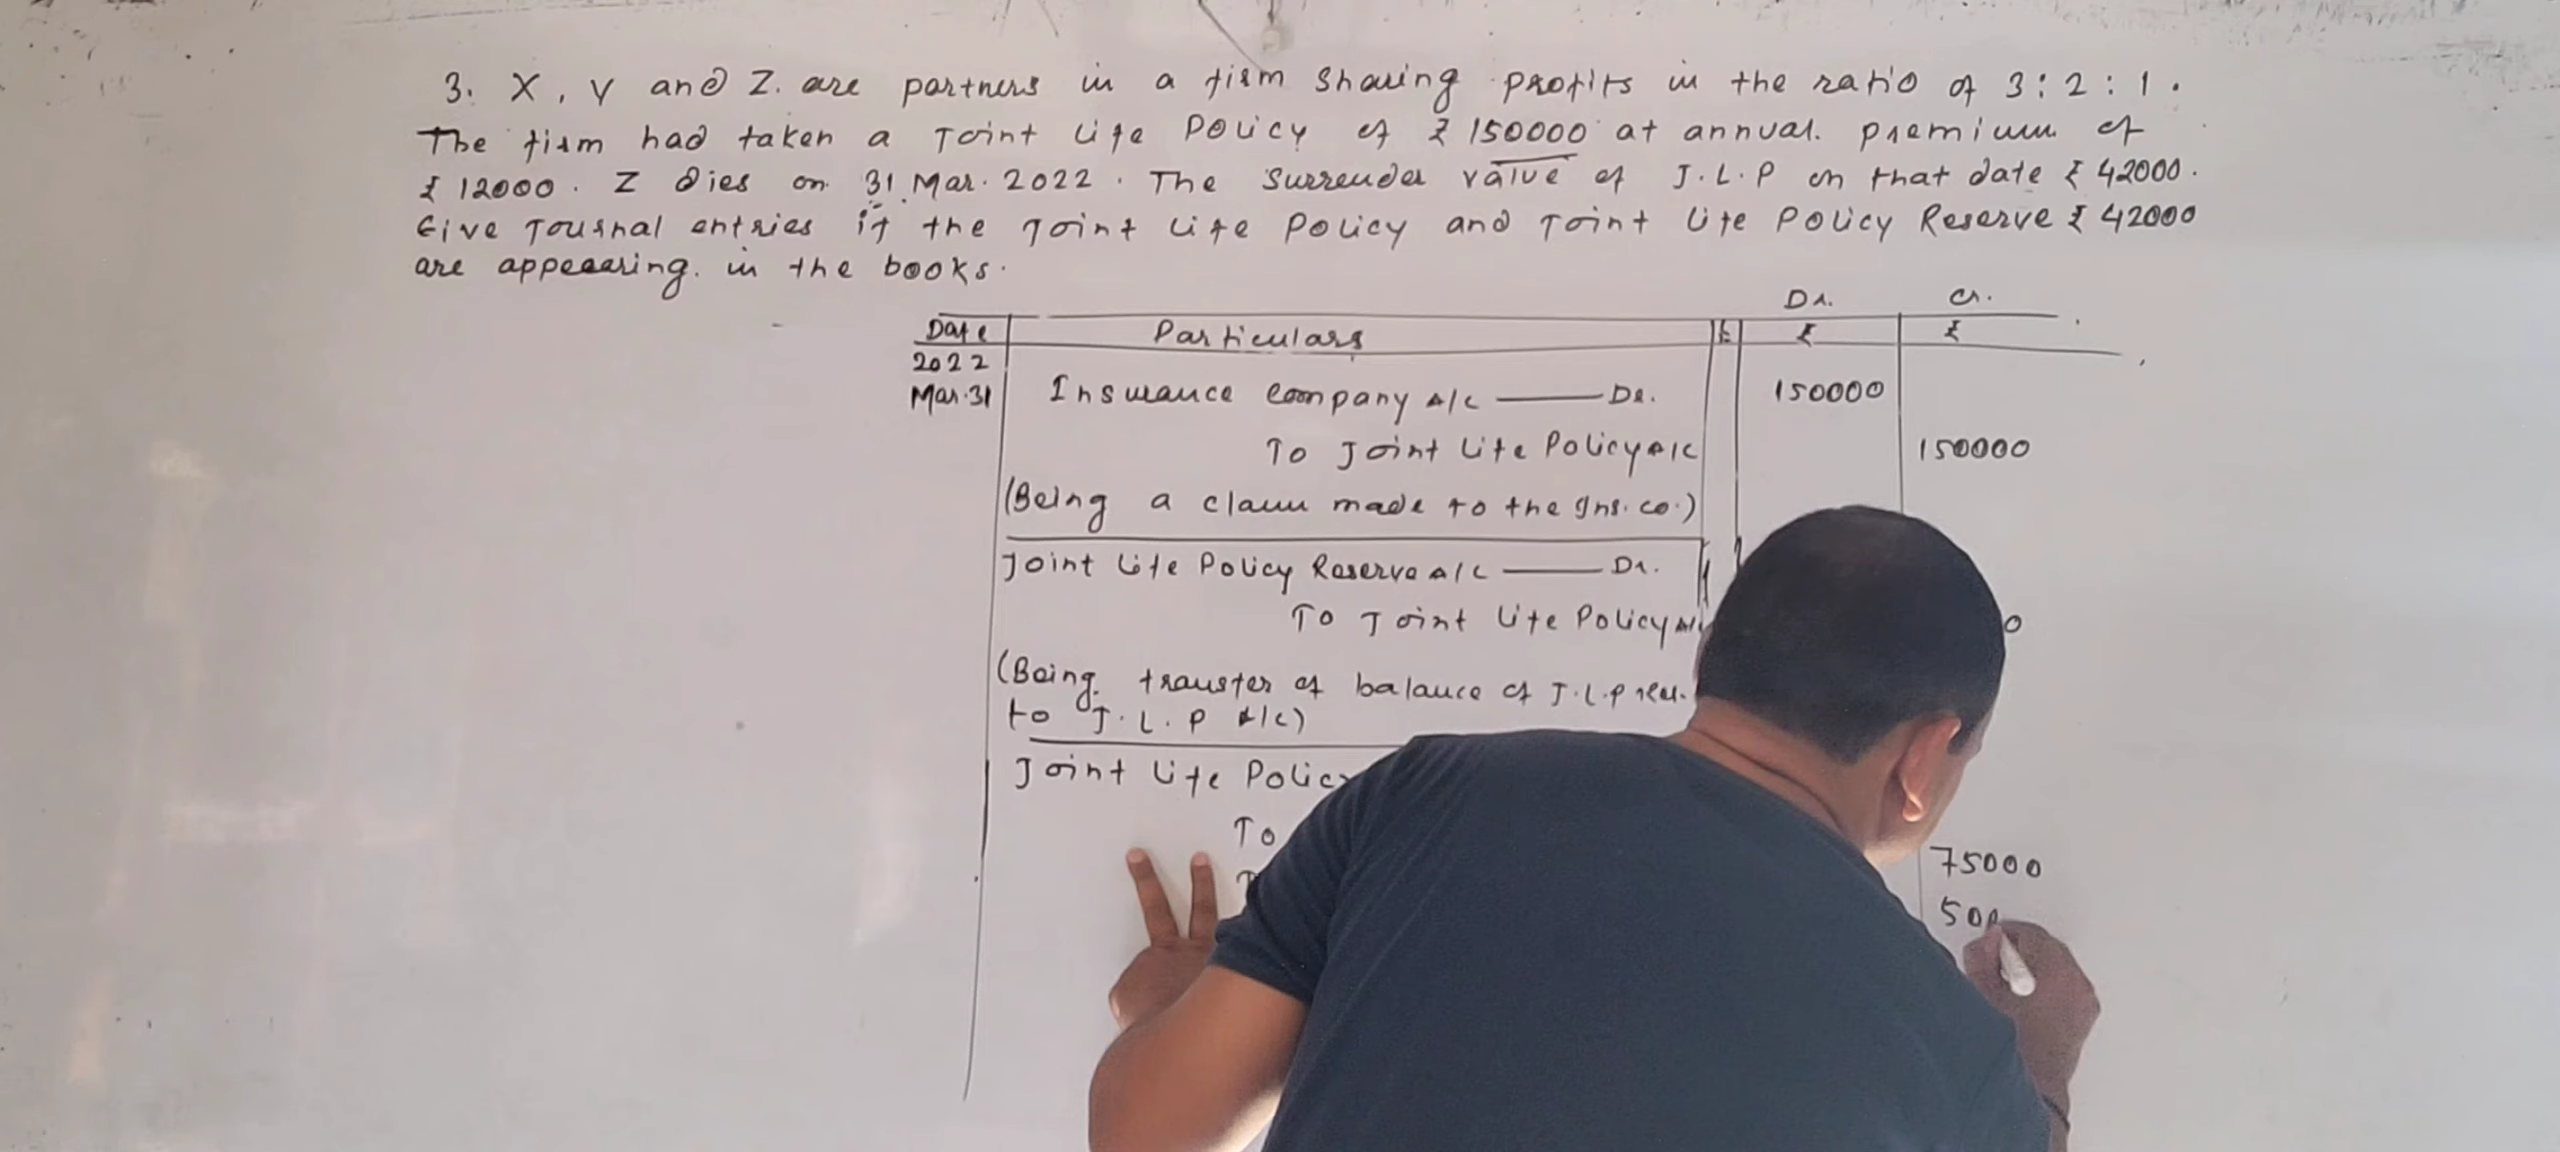 3. X, Y and Z. are partners in a firm sharing profits in the ratio of 3:2:1.
The firm had taken a Joint Life Policy of ₹ 150000 at annual. premium of
₹ 12000. Z dies on 31 Mar. 2022. The Surrender value of J.L.P on that date ₹ 42000.
Give Journal entries if the Joint Life Policy and Joint Life Policy Reserve ₹ 42000
are appeaaring. in the books.
Dr. Cr.
Date Particulars ₹ ₹
2022
Mar.31 Insurance Company A/C —— Dr. 150000
To Joint Life Policy A/C 150000
(Being a claim made to the Ins. co.)
Joint Life Policy Reserve A/C —— Dr.
To Joint Life Policy 0
(Being. transfer of balance of J.L.P
to J.L.P A/C)
Joint Life Policy
To 75000